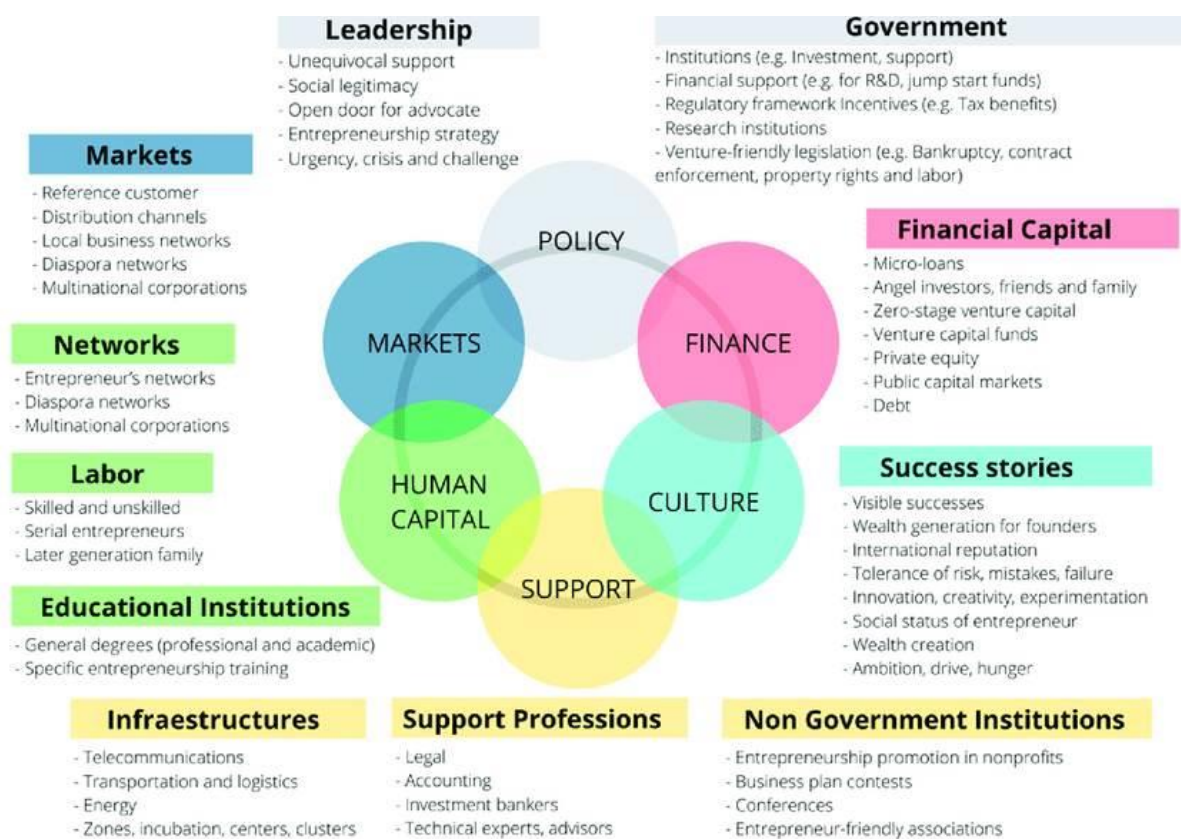 Leadership
- Unequivocal support
- Social legitimacy
- Open door for advocate
- Entrepreneurship strategy
- Urgency, crisis and challenge
Government
- Institutions (e.g. Investment, support)
- Financial support (e.g. for R&D, jump start funds)
- Regulatory framework Incentives (e.g. Tax benefits)
- Research institutions
- Venture-friendly legislation (e.g. Bankruptcy, contract
enforcement, property rights and labor)
Markets
- Reference customer
- Distribution channels
- Local business networks
- Diaspora networks
- Multinational corporations
Networks
- Entrepreneur's networks
- Diaspora networks
- Multinational corporations
Labor
- Skilled and unskilled
- Serial entrepreneurs
- Later generation family
Educational Institutions
- General degrees (professional and academic)
- Specific entrepreneurship training
POLICY
MARKETS
FINANCE
HUMAN
CAPITAL
CULTURE
SUPPORT
Financial Capital
- Micro-loans
- Angel investors, friends and family
- Zero-stage venture capital
- Venture capital funds
- Private equity
- Public capital markets
- Debt
Success stories
- Visible successes
- Wealth generation for founders
- International reputation
- Tolerance of risk, mistakes, failure
- Innovation, creativity, experimentation
- Social status of entrepreneur
- Wealth creation
- Ambition, drive, hunger
Infraestructures
- Telecommunications
- Transportation and logistics
- Energy
- Zones, incubation, centers, clusters
Support Professions
- Legal
- Accounting
- Investment bankers
- Technical experts, advisors
Non Government Institutions
- Entrepreneurship promotion in nonprofits
- Business plan contests
- Conferences
- Entrepreneur-friendly associations